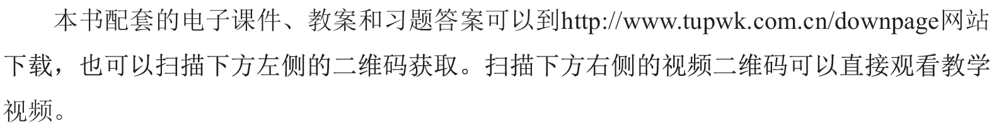 本书配套的电子课件、教案和习题答案可以到http://www.tupwk.com.cn/downpage网站
下载，也可以扫描下方左侧的二维码获取。扫描下方右侧的视频二维码可以直接观看教学
视频。